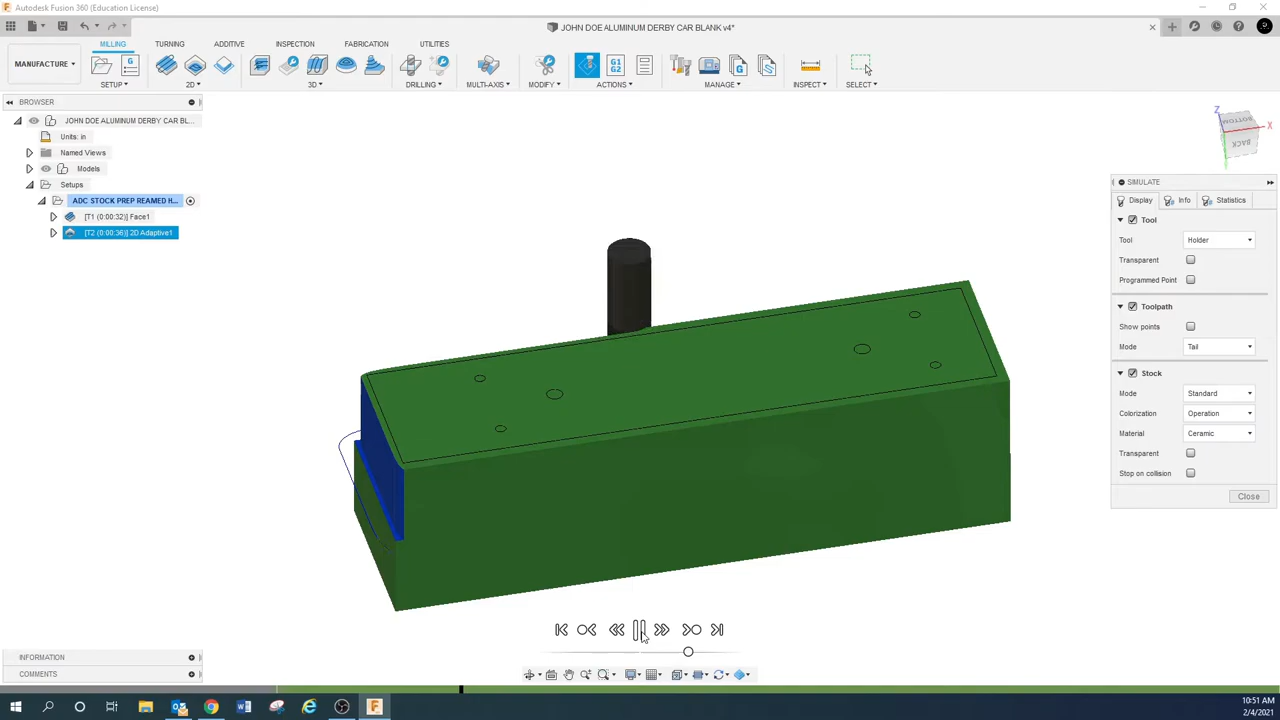 Autodesk Fusion 360 (Education License)
JOHN DOE ALUMINUM DERBY CAR BLANK v4*
MILLING TURNING ADDITIVE INSPECTION FABRICATION UTILITIES
MANUFACTURE
G1
G2
SETUP 2D 3D DRILLING MULTI-AXIS MODIFY ACTIONS MANAGE INSPECT SELECT
BROWSER
JOHN DOE ALUMINUM DERBY CAR BL...
Units: in
Named Views
Models
Setups
ADC STOCK PREP REAMED H...
[T1 (0:00:32)] Face1
[T2 (0:00:36)] 2D Adaptive1
Z
X
BOTTOM
BACK
SIMULATE
Display Info Statistics
Tool
Tool Holder
Transparent
Programmed Point
Toolpath
Show points
Mode Tail
Stock
Mode Standard
Colorization Operation
Material Ceramic
Transparent
Stop on collision
Close
INFORMATION
COMMENTS
10:51 AM
2/4/2021